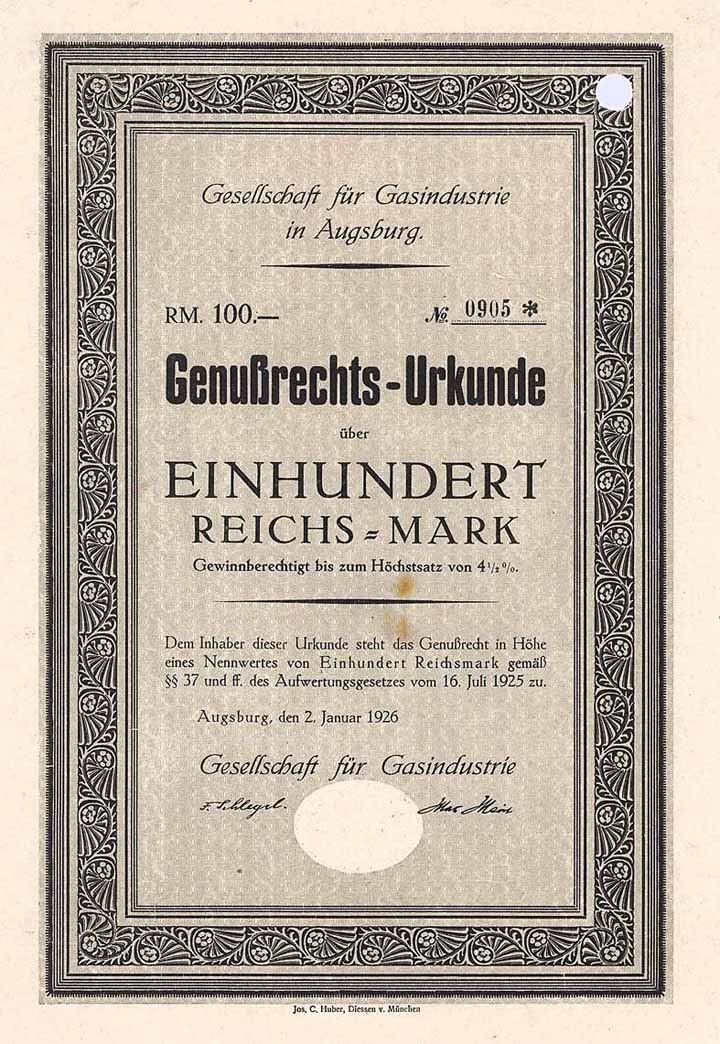 Gesellschaft für Gasindustrie
in Augsburg.
RM. 100.— № 0905 *
Genußrechts-Urkunde
über
EINHUNDERT
REICHS=MARK
Gewinnberechtigt bis zum Höchstsatz von 4½%.
Dem Inhaber dieser Urkunde steht das Genußrecht in Höhe
eines Nennwertes von Einhundert Reichsmark gemäß
§§ 37 und ff. des Aufwertungsgesetzes vom 16. Juli 1925 zu.
Augsburg, den 2. Januar 1926
Gesellschaft für Gasindustrie
F. Schlegel.
Jos. C. Huber, Diessen v. München